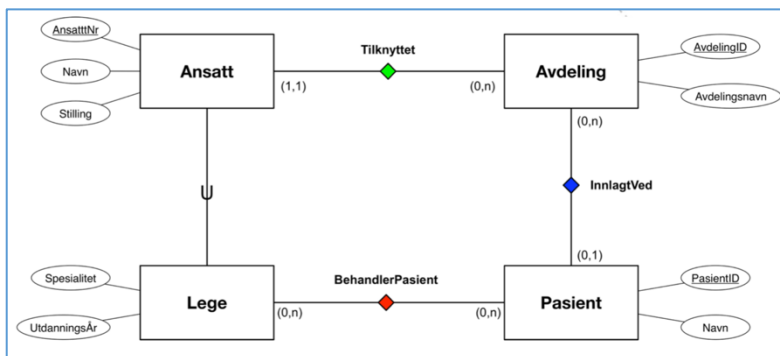 AnsatttNr
Navn
Stilling
Ansatt
(1,1)
Tilknyttet
(0,n)
Avdeling
AvdelingID
Avdelingsnavn
(0,n)
U
InnlagtVed
(0,1)
Spesialitet
UtdanningsÅr
Lege
(0,n)
BehandlerPasient
(0,n)
Pasient
PasientID
Navn